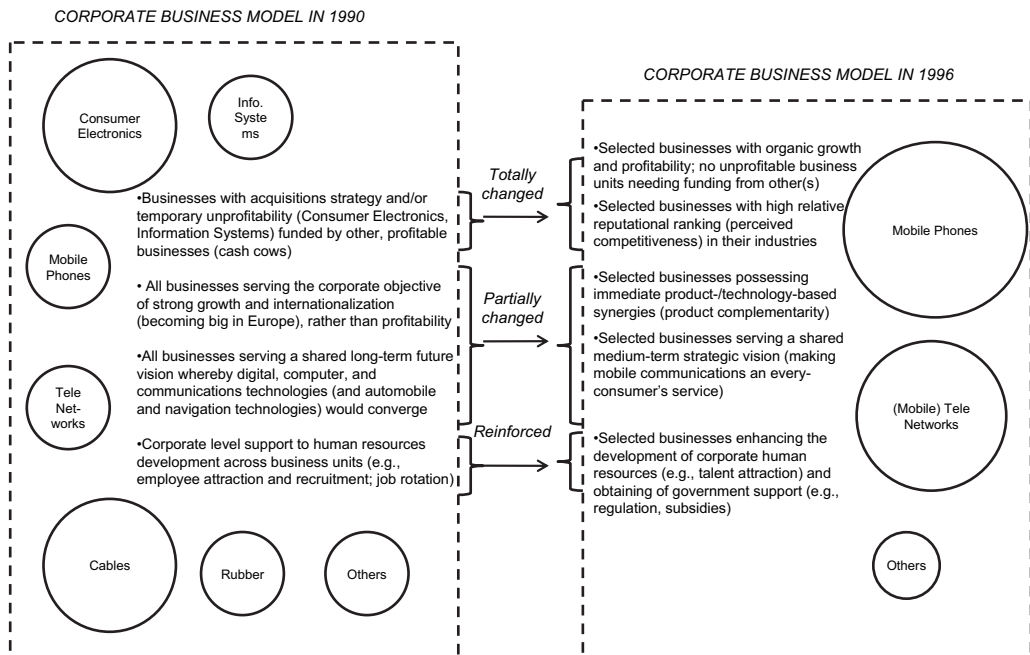 CORPORATE BUSINESS MODEL IN 1990
Consumer
Electronics
Info.
Syste
ms
•Businesses with acquisitions strategy and/or
temporary unprofitability (Consumer Electronics,
Information Systems) funded by other, profitable
businesses (cash cows)
Mobile
Phones
• All businesses serving the corporate objective
of strong growth and internationalization
(becoming big in Europe), rather than profitability
•All businesses serving a shared long-term future
vision whereby digital, computer, and
communications technologies (and automobile
and navigation technologies) would converge
Tele
Net-
works
•Corporate level support to human resources
development across business units (e.g.,
employee attraction and recruitment; job rotation)
Cables
Rubber
Others
Totally
changed
Partially
changed
Reinforced
CORPORATE BUSINESS MODEL IN 1996
•Selected businesses with organic growth
and profitability; no unprofitable business
units needing funding from other(s)
•Selected businesses with high relative
reputational ranking (perceived
competitiveness) in their industries
Mobile Phones
•Selected businesses possessing
immediate product-/technology-based
synergies (product complementarity)
•Selected businesses serving a shared
medium-term strategic vision (making
mobile communications an every-
consumer’s service)
(Mobile) Tele
Networks
•Selected businesses enhancing the
development of corporate human
resources (e.g., talent attraction) and
obtaining of government support (e.g.,
regulation, subsidies)
Others